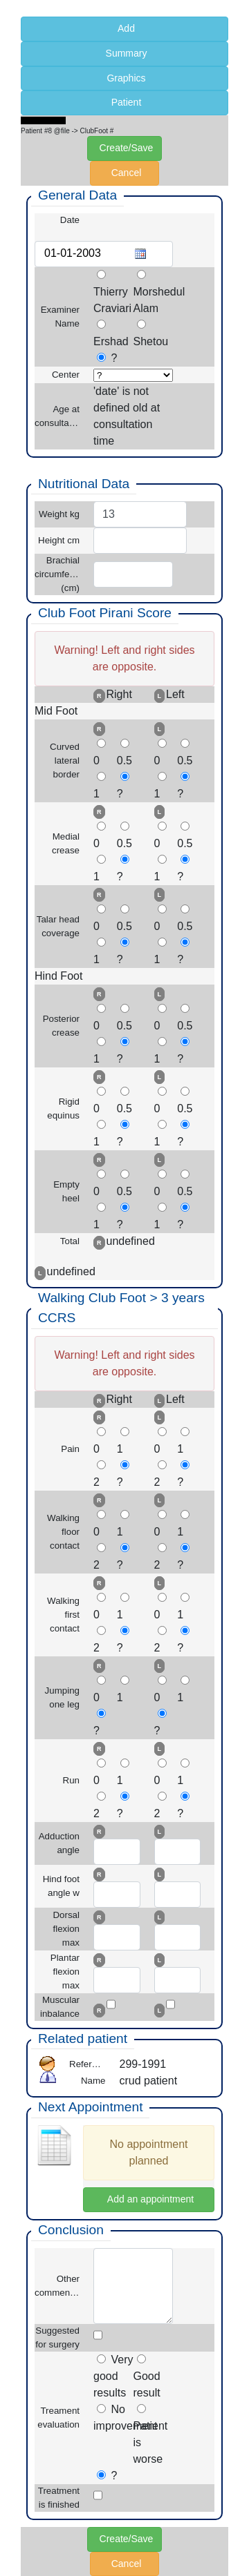 Add
Summary
Graphics
Patient
Patient #8 @file -> ClubFoot #
Create/Save
Cancel
General Data
Date
01-01-2003
Examiner Name
Thierry Craviari
Morshedul Alam
Ershad
Shetou
?
Center
?
Age at consulta...
'date' is not
defined old at
consultation
time
Nutritional Data
Weight kg
13
Height cm
Brachial
circumfe...
(cm)
Club Foot Pirani Score
Warning! Left and right sides
are opposite.
R Right L Left
Mid Foot
Curved lateral border
R L
0 0.5 0 0.5
1 ? 1 ?
Medial crease
R L
0 0.5 0 0.5
1 ? 1 ?
Talar head coverage
R L
0 0.5 0 0.5
1 ? 1 ?
Hind Foot
Posterior crease
R L
0 0.5 0 0.5
1 ? 1 ?
Rigid equinus
R L
0 0.5 0 0.5
1 ? 1 ?
Empty heel
R L
0 0.5 0 0.5
1 ? 1 ?
Total R undefined
L undefined
Walking Club Foot > 3 years
CCRS
Warning! Left and right sides
are opposite.
R Right L Left
Pain
R L
0 1 0 1
2 ? 2 ?
Walking floor contact
R L
0 1 0 1
2 ? 2 ?
Walking first contact
R L
0 1 0 1
2 ? 2 ?
Jumping one leg
R L
0 1 0 1
? ?
Run
R L
0 1 0 1
2 ? 2 ?
Adduction angle
R L
Hind foot angle w
R L
Dorsal flexion max
R L
Plantar flexion max
R L
Muscular inbalance
R L
Related patient
Refer... 299-1991
Name crud patient
Next Appointment
No appointment
planned
Add an appointment
Conclusion
Other
commen...
Suggested
for surgery
Treament evaluation
Very good results
Good result
No improvement
Patient is worse
?
Treatment
is finished
Create/Save
Cancel